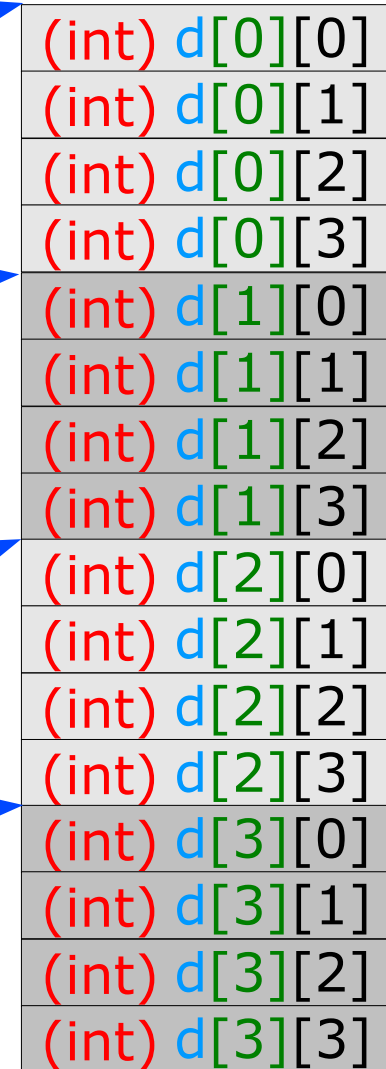 (int) d[0][0]
(int) d[0][1]
(int) d[0][2]
(int) d[0][3]
(int) d[1][0]
(int) d[1][1]
(int) d[1][2]
(int) d[1][3]
(int) d[2][0]
(int) d[2][1]
(int) d[2][2]
(int) d[2][3]
(int) d[3][0]
(int) d[3][1]
(int) d[3][2]
(int) d[3][3]